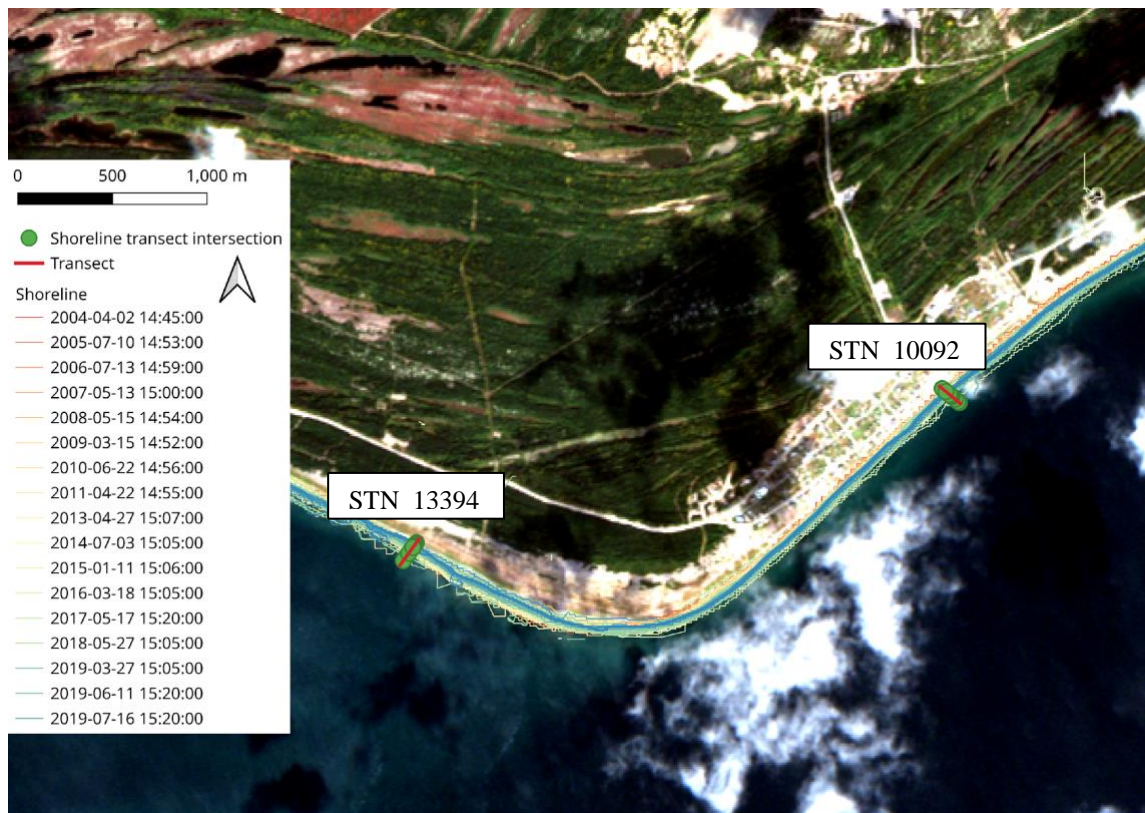 0 500 1,000 m
Shoreline transect intersection
Transect
Shoreline
2004-04-02 14:45:00
2005-07-10 14:53:00
2006-07-13 14:59:00
2007-05-13 15:00:00
2008-05-15 14:54:00
2009-03-15 14:52:00
2010-06-22 14:56:00
2011-04-22 14:55:00
2013-04-27 15:07:00
2014-07-03 15:05:00
2015-01-11 15:06:00
2016-03-18 15:05:00
2017-05-17 15:20:00
2018-05-27 15:05:00
2019-03-27 15:05:00
2019-06-11 15:20:00
2019-07-16 15:20:00
STN 10092
STN 13394